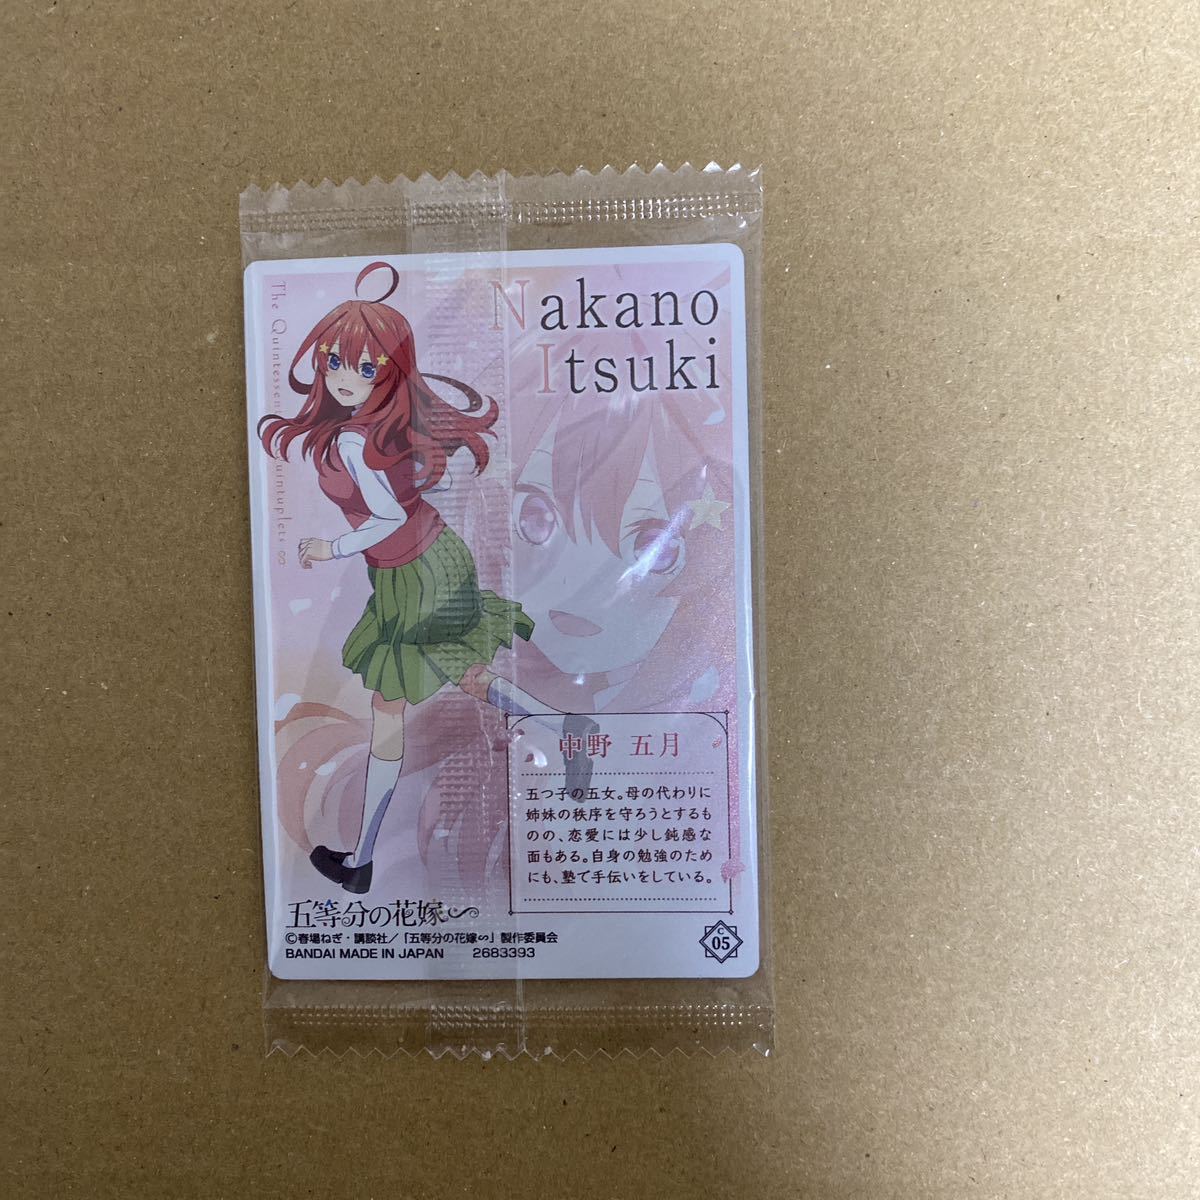 Nakano
Itsuki
The Quintessen uintuplets ∽
中野 五月
五つ子の五女。母の代わりに
姉妹の秩序を守ろうとするも
のの、恋愛には少し鈍感な
面もある。自身の勉強のため
にも、塾で手伝いをしている。
五等分の花嫁∽
©春場ねぎ・講談社/「五等分の花嫁∽」製作委員会
BANDAI MADE IN JAPAN 2683393
C
05